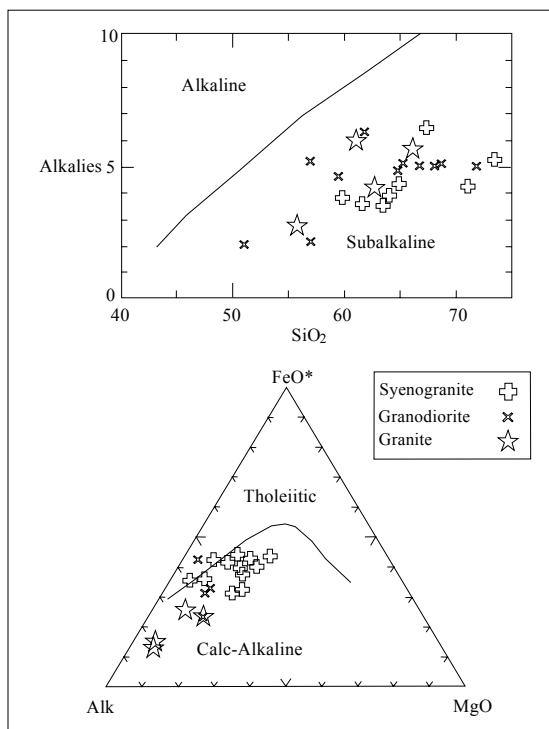 10
Alkaline
Alkalies 5
Subalkaline
0
40 50 60 70
SiO₂
FeO*
Syenogranite
Granodiorite
Granite
Tholeiitic
Calc-Alkaline
Alk MgO